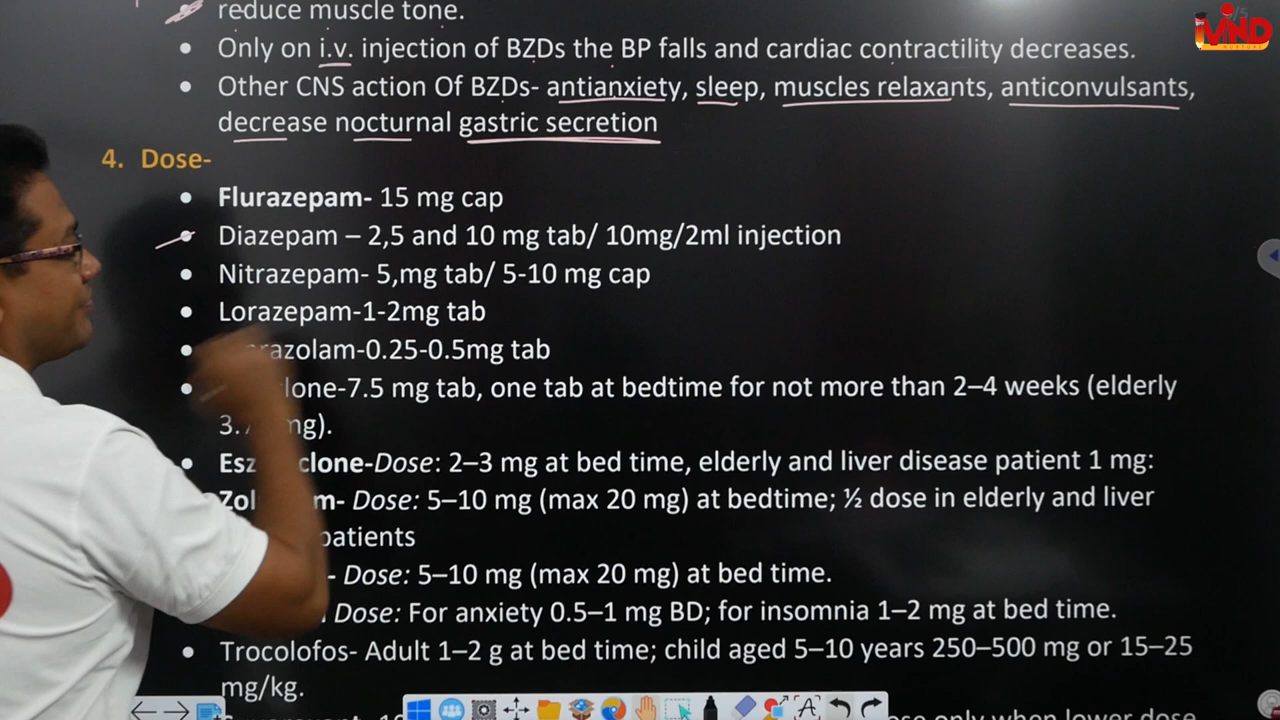 reduce muscle tone.
• Only on i.v. injection of BZDs the BP falls and cardiac contractility decreases.
• Other CNS action Of BZDs- antianxiety, sleep, muscles relaxants, anticonvulsants,
decrease nocturnal gastric secretion
4. Dose-
• Flurazepam- 15 mg cap
• Diazepam – 2,5 and 10 mg tab/ 10mg/2ml injection
• Nitrazepam- 5,mg tab/ 5-10 mg cap
• Lorazepam-1-2mg tab
• razolam-0.25-0.5mg tab
• lone-7.5 mg tab, one tab at bedtime for not more than 2–4 weeks (elderly
3. mg).
• Esz clone-Dose: 2–3 mg at bed time, elderly and liver disease patient 1 mg:
Zol m- Dose: 5–10 mg (max 20 mg) at bedtime; ½ dose in elderly and liver
patients
- Dose: 5–10 mg (max 20 mg) at bed time.
Dose: For anxiety 0.5–1 mg BD; for insomnia 1–2 mg at bed time.
• Trocolofos- Adult 1–2 g at bed time; child aged 5–10 years 250–500 mg or 15–25
mg/kg.
only when lower dose